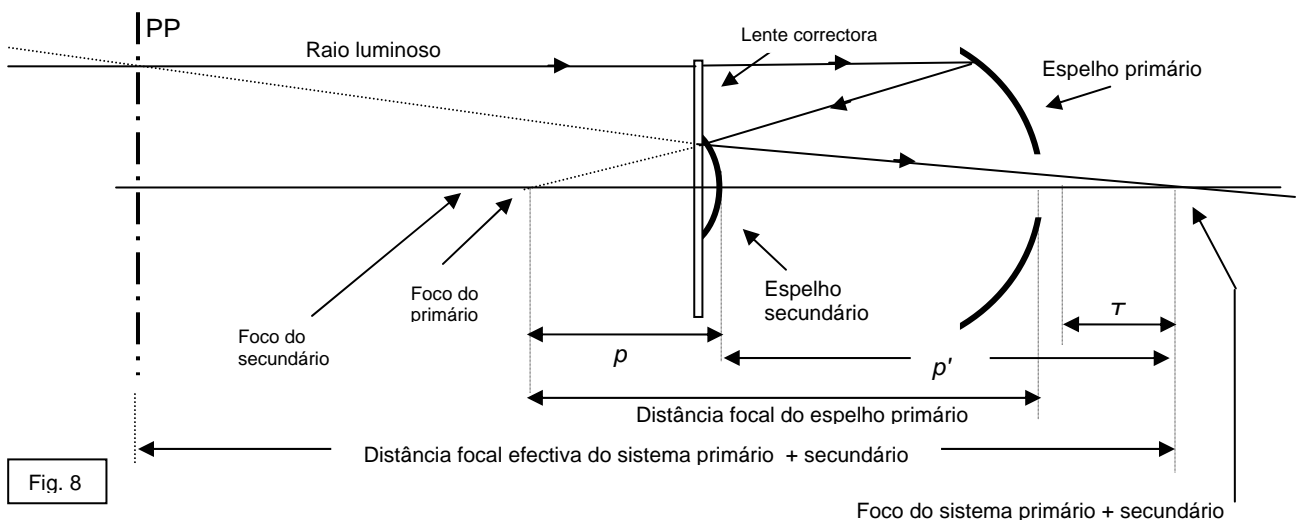 PP
Raio luminoso
Lente correctora
Espelho primário
Foco do
primário
Foco do
secundário
Espelho
secundário
T
p
p'
Distância focal do espelho primário
Distância focal efectiva do sistema primário + secundário
Fig. 8
Foco do sistema primário + secundário